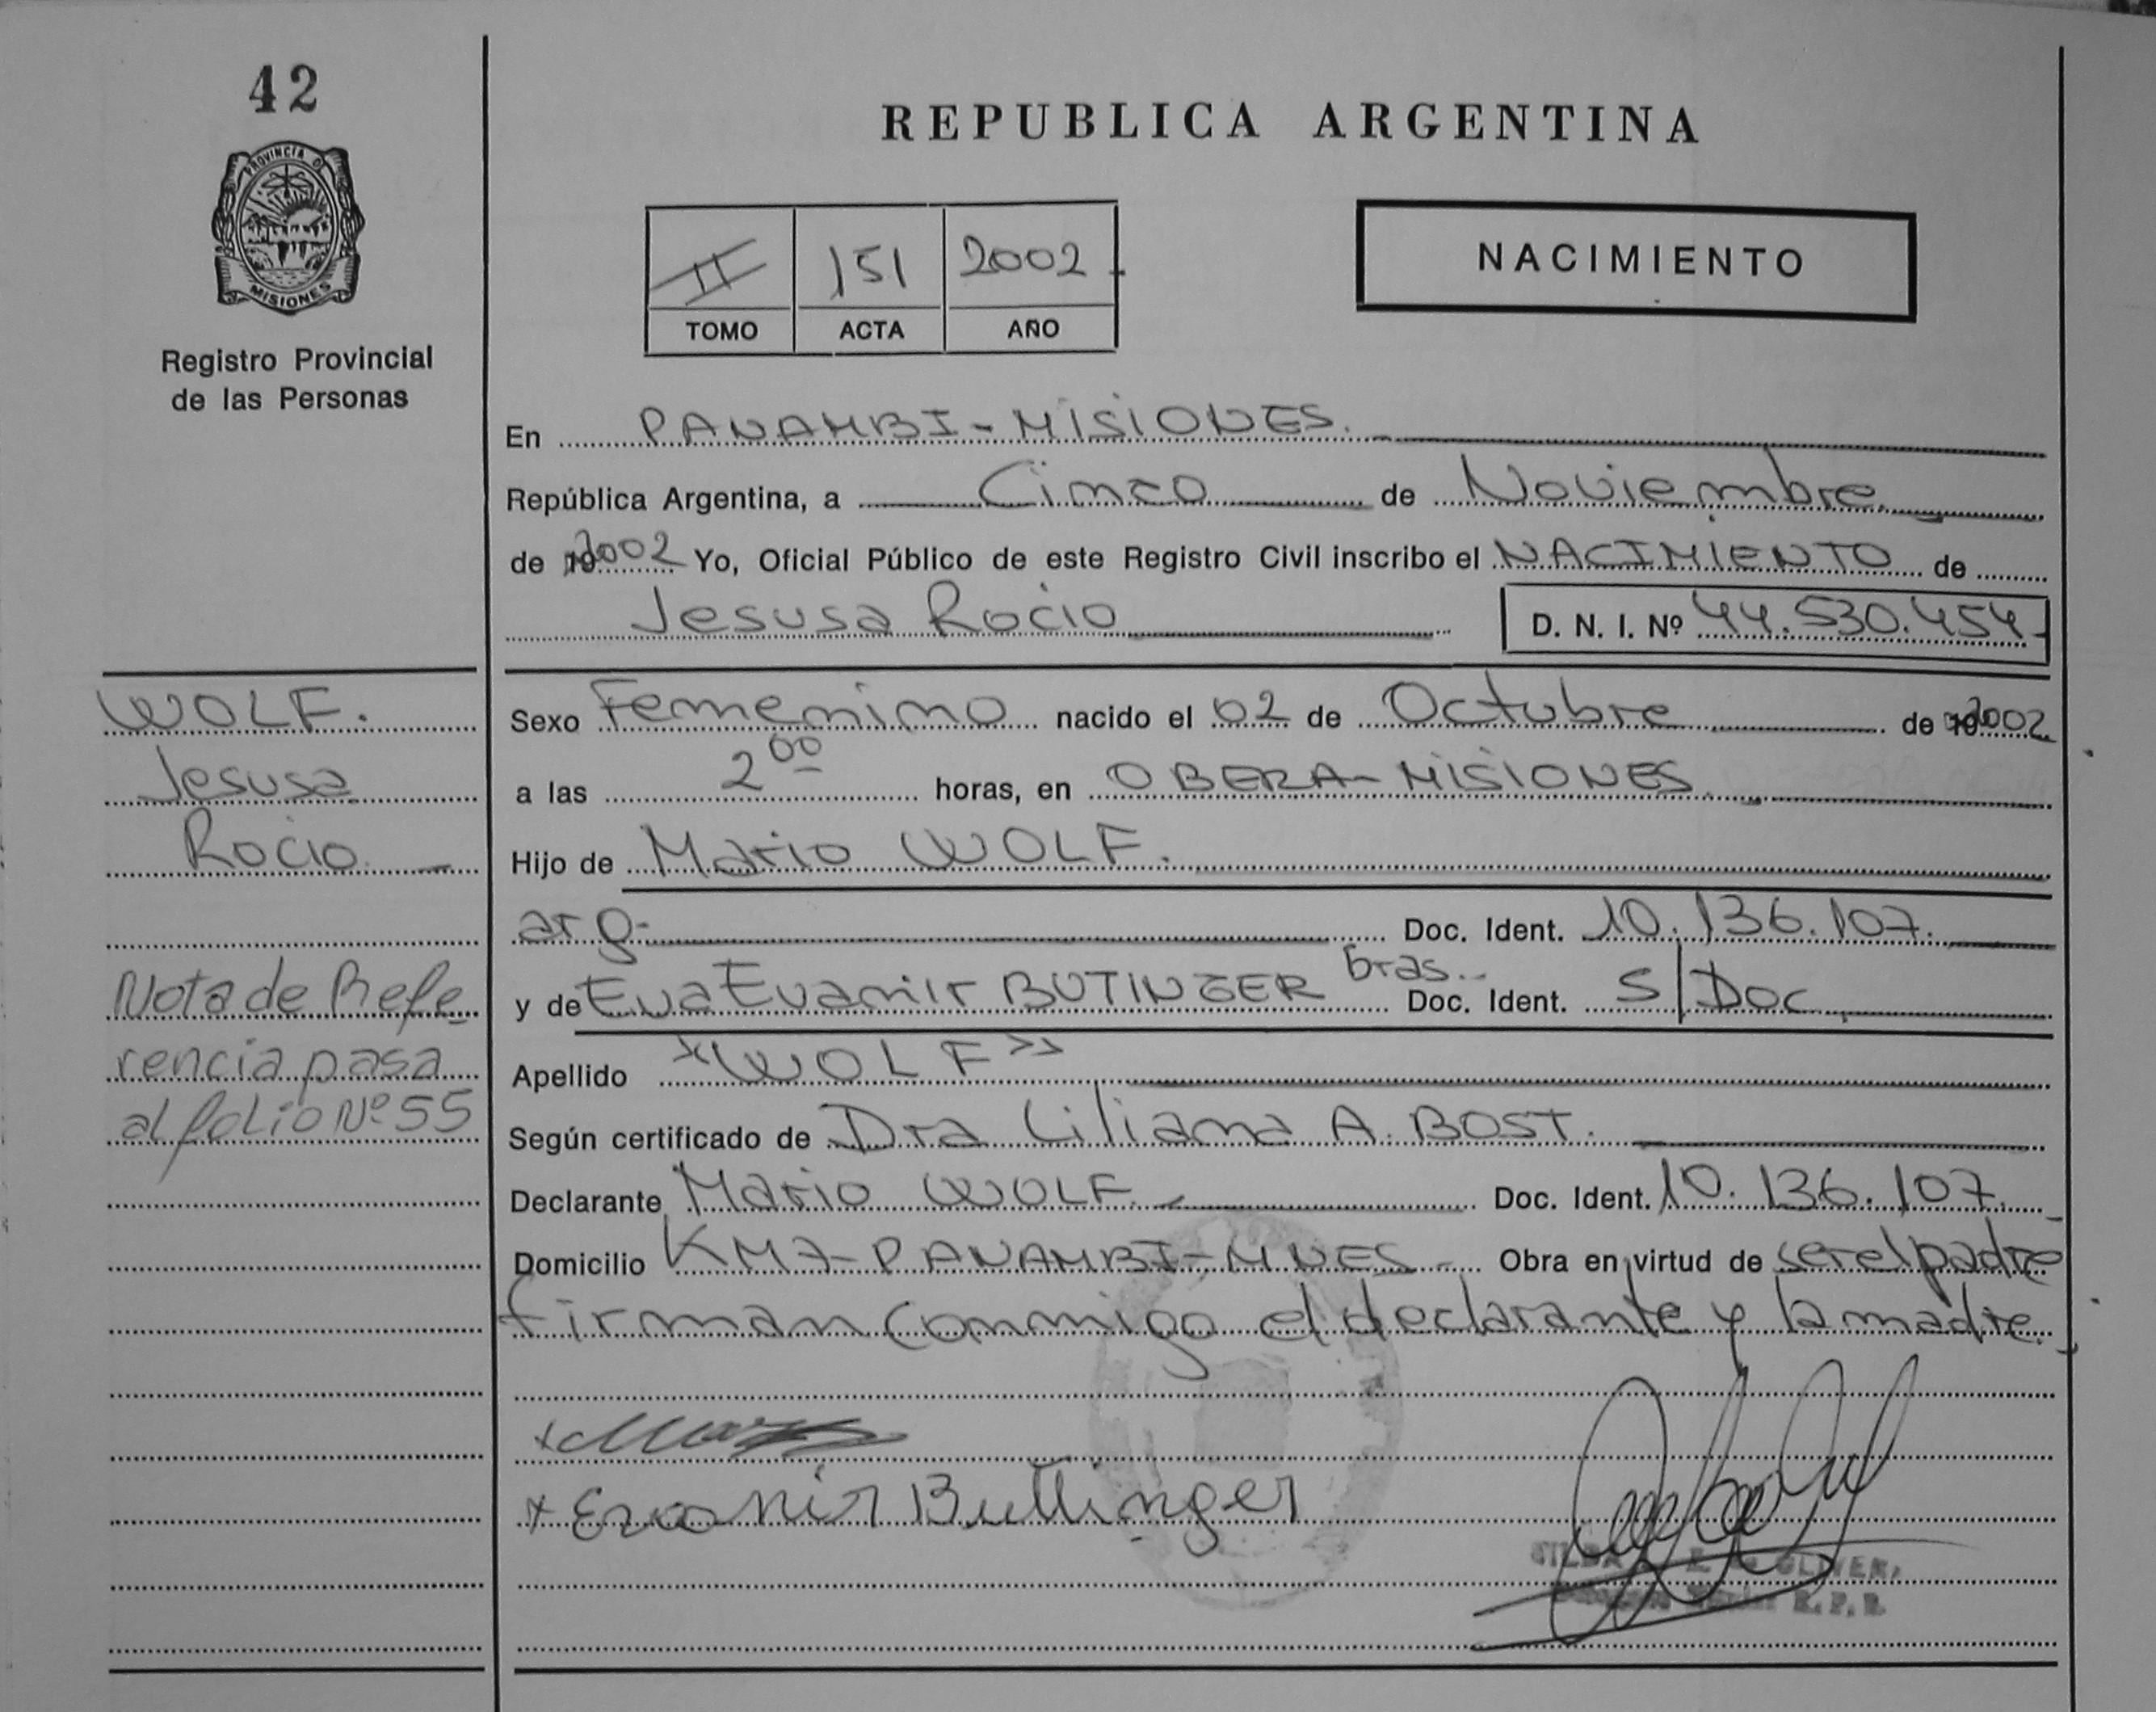 42
PROVINCIA DE
MISIONES
Registro Provincial
de las Personas
REPUBLICA ARGENTINA
II 151 2002
TOMO ACTA AÑO
NACIMIENTO
En PANAMBI - MISIONES.
República Argentina, a Cinco de Noviembre
de 2002 Yo, Oficial Público de este Registro Civil inscribo el NACIMIENTO de
Jesusa Rocio D. N. I. Nº 44.530.454
WOLF.
Jesusa
Rocio
Nota de Refe
rencia pasa
al folio Nº 55
Sexo Femenino nacido el 02 de Octubre de 2002
a las 2 00 horas, en OBERA - MISIONES
Hijo de Mario WOLF.
arg. Doc. Ident. 10.136.107.
y de Eva Evanir BUTINGER bras.. Doc. Ident. S/Doc
Apellido "WOLF"
Según certificado de Dra Liliana A. BOST.
Declarante Mario WOLF Doc. Ident. 10.136.107.
Domicilio KM7 - PANAMBI - MNES Obra en virtud de ser el padre
firman conmigo el declarante y la madre.
x
x Evanir Buttinger
OLIVER
R.P.P.